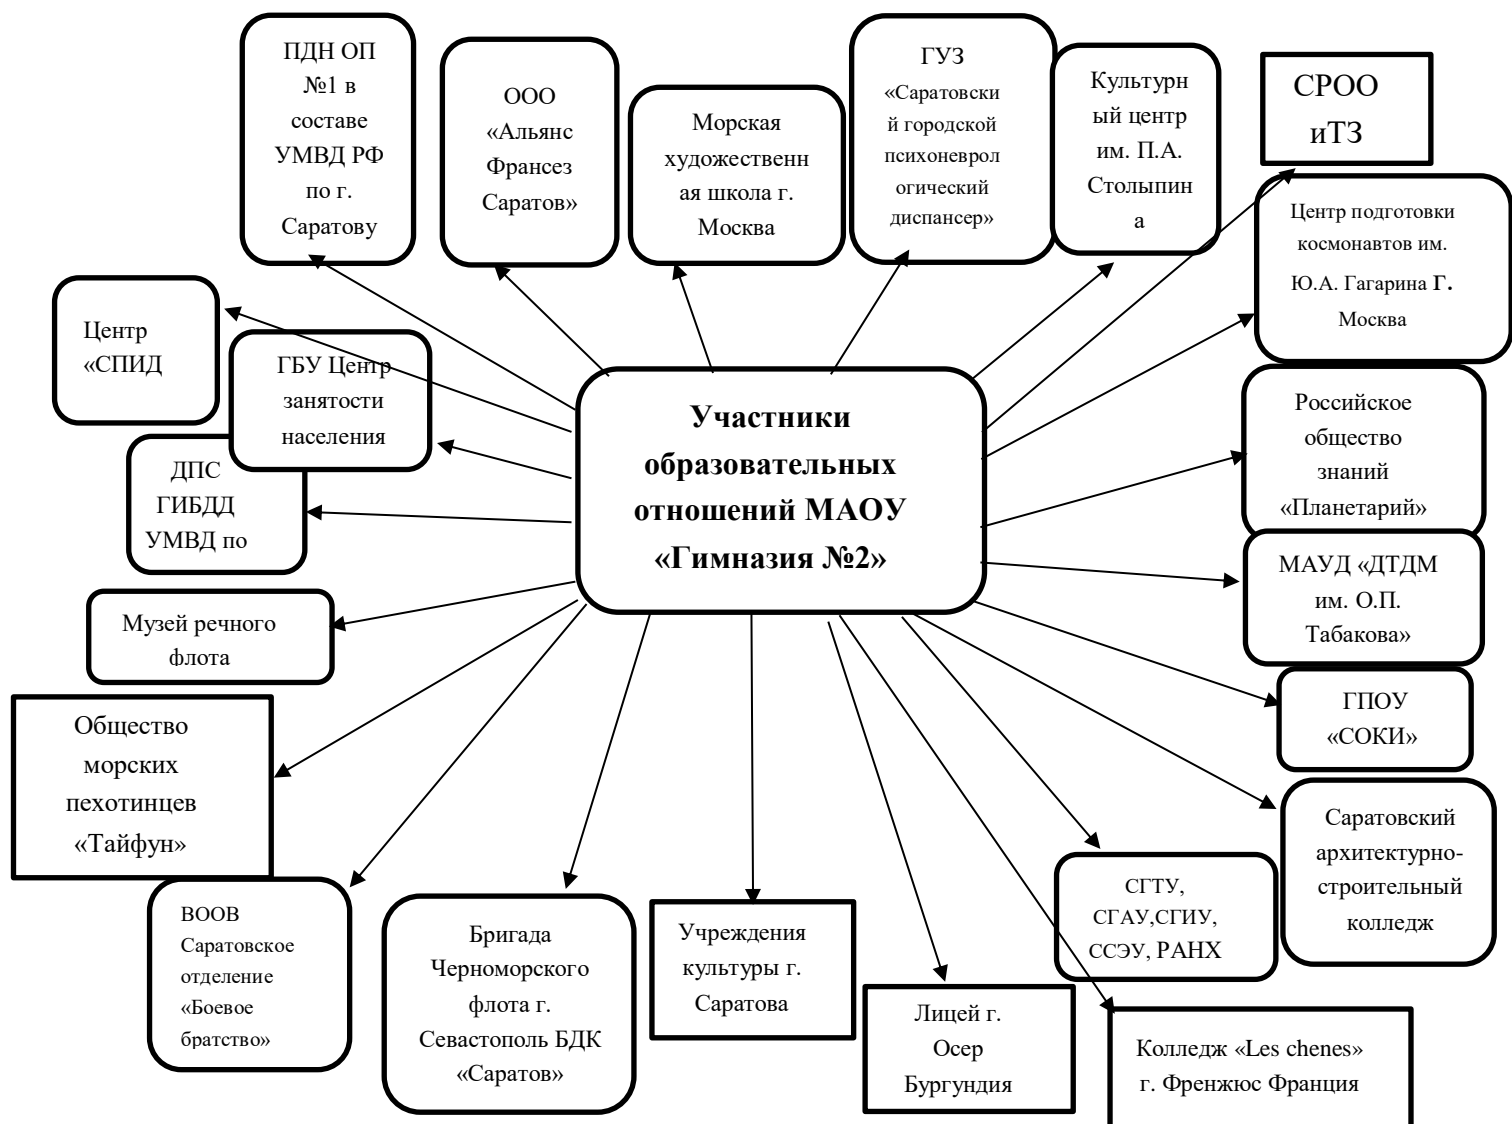 ПДН ОП
№1 в
составе
УМВД РФ
по г.
Саратову
ООО
«Альянс
Франсез
Саратов»
Морская
художественн
ая школа г.
Москва
ГУЗ
«Саратовски
й городской
психоневрол
огический
диспансер»
Культурн
ый центр
им. П.А.
Столыпин
а
СРОО
иТЗ
Центр подготовки
космонавтов им.
Ю.А. Гагарина г.
Москва
Центр
«СПИД
ГБУ Центр
занятости
населения
ДПС
ГИБДД
УМВД по
Участники
образовательных
отношений МАОУ
«Гимназия №2»
Российское
общество
знаний
«Планетарий»
МАУД «ДТДМ
им. О.П.
Табакова»
Музей речного
флота
ГПОУ
«СОКИ»
Общество
морских
пехотинцев
«Тайфун»
Саратовский
архитектурно-
строительный
колледж
ВООВ
Саратовское
отделение
«Боевое
братство»
Бригада
Черноморского
флота г.
Севастополь БДК
«Саратов»
Учреждения
культуры г.
Саратова
Лицей г.
Осер
Бургундия
СГТУ,
СГАУ,СГИУ,
ССЭУ, РАНХ
Колледж «Les chenes»
г. Френжюс Франция